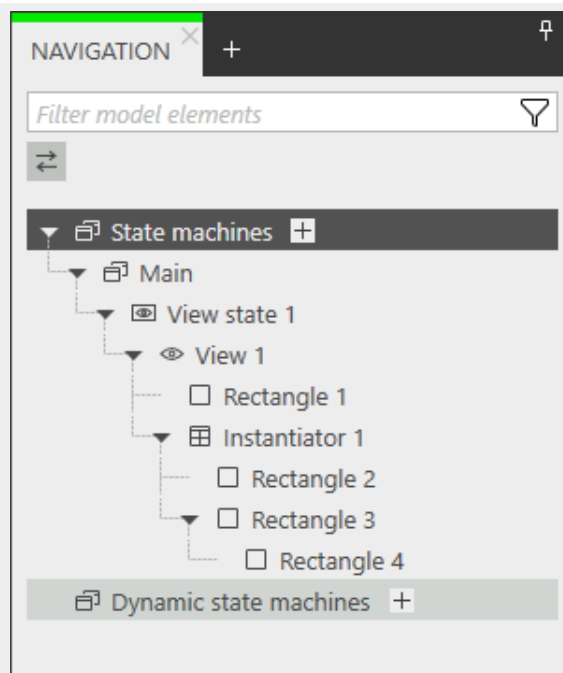 NAVIGATION
Filter model elements
State machines
Main
View state 1
View 1
Rectangle 1
Instantiator 1
Rectangle 2
Rectangle 3
Rectangle 4
Dynamic state machines